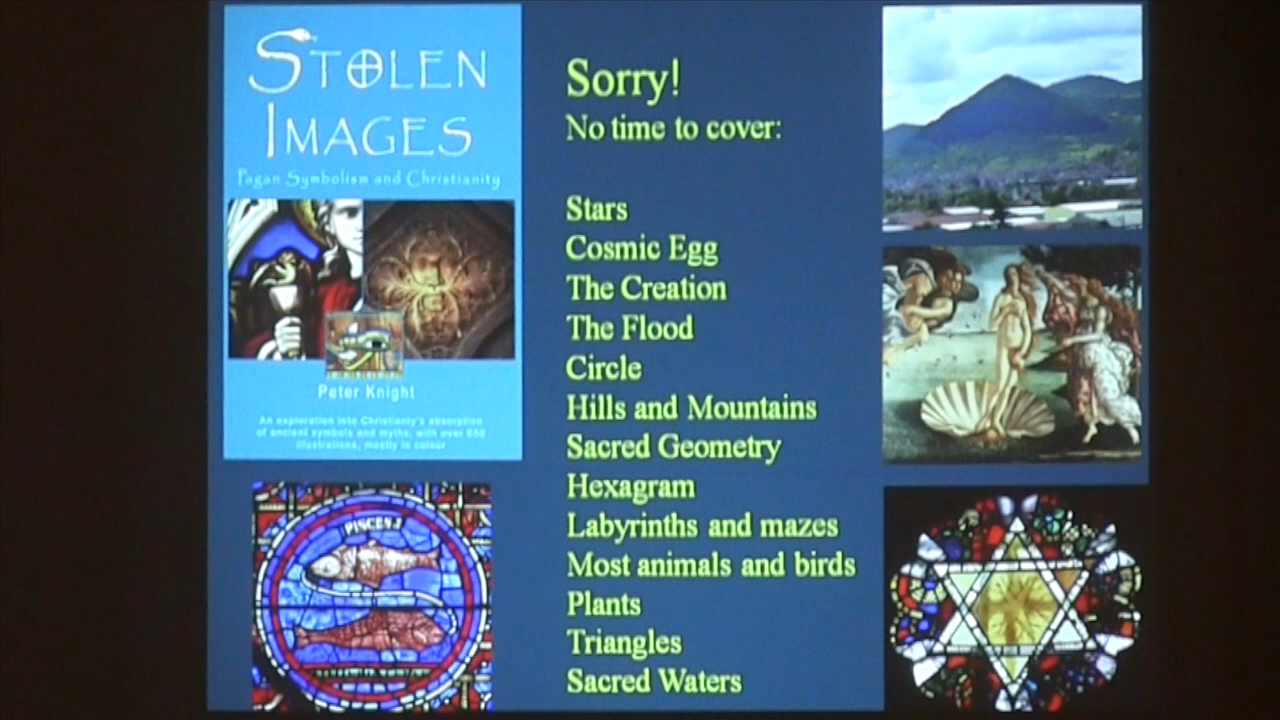 STOLEN
IMAGES
Pagan Symbolism and Christianity
Peter Knight
An exploration into Christianty's absorption
of ancient symbols and myths, with over 650
illustrations, mostly in colour
PISCES
Sorry!
No time to cover:
Stars
Cosmic Egg
The Creation
The Flood
Circle
Hills and Mountains
Sacred Geometry
Hexagram
Labyrinths and mazes
Most animals and birds
Plants
Triangles
Sacred Waters